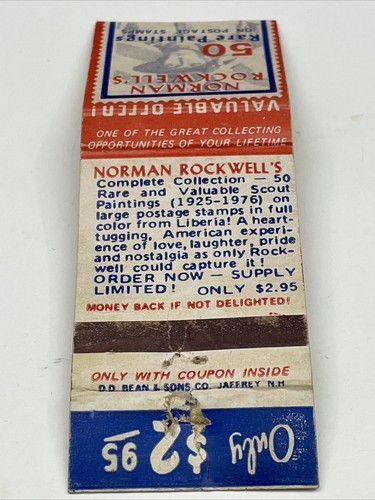 NORMAN
ROCKWELL'S
50
Rare Paintings
ON POSTAGE STAMPS
VALUABLE OFFER!
ONE OF THE GREAT COLLECTING
OPPORTUNITIES OF YOUR LIFETIME
NORMAN ROCKWELL'S
Complete Collection — 50
Rare and Valuable Scout
Paintings (1925-1976) on
large postage stamps in full
color from Liberia! A heart-
tugging, American experi-
ence of love, laughter, pride
and nostalgia as only Rock-
well could capture it!
ORDER NOW — SUPPLY
LIMITED! ONLY $2.95
MONEY BACK IF NOT DELIGHTED!
ONLY WITH COUPON INSIDE
D.D. BEAN & SONS CO. JAFFREY, N.H.
Only $2.95